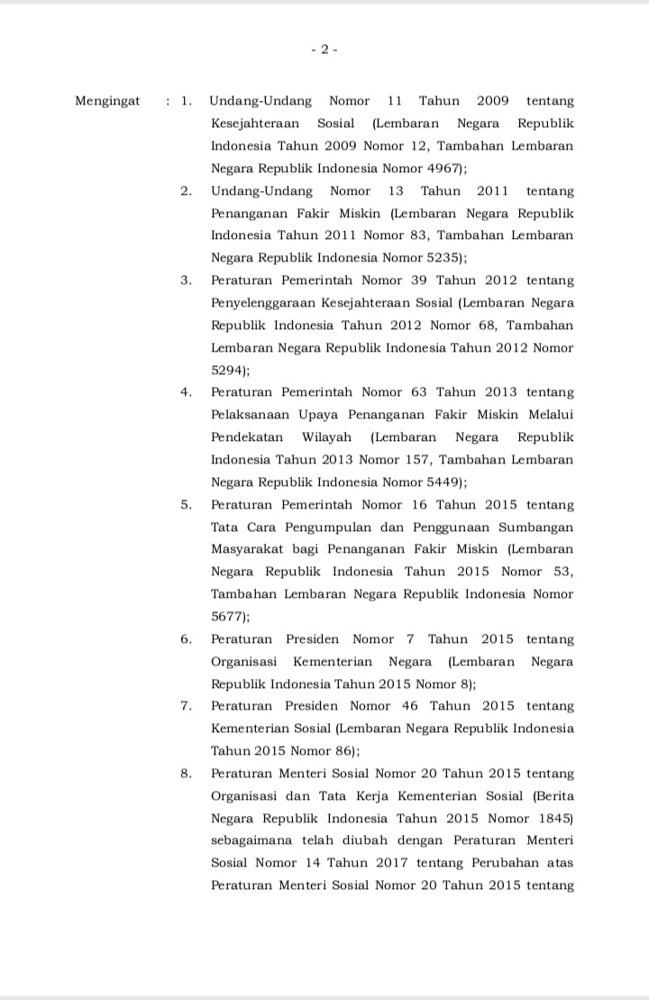 - 2 -
Mengingat : 1. Undang-Undang Nomor 11 Tahun 2009 tentang
Kesejahteraan Sosial (Lembaran Negara Republik
Indonesia Tahun 2009 Nomor 12, Tambahan Lembaran
Negara Republik Indonesia Nomor 4967);
2. Undang-Undang Nomor 13 Tahun 2011 tentang
Penanganan Fakir Miskin (Lembaran Negara Republik
Indonesia Tahun 2011 Nomor 83, Tambahan Lembaran
Negara Republik Indonesia Nomor 5235);
3. Peraturan Pemerintah Nomor 39 Tahun 2012 tentang
Penyelenggaraan Kesejahteraan Sosial (Lembaran Negara
Republik Indonesia Tahun 2012 Nomor 68, Tambahan
Lembaran Negara Republik Indonesia Tahun 2012 Nomor
5294);
4. Peraturan Pemerintah Nomor 63 Tahun 2013 tentang
Pelaksanaan Upaya Penanganan Fakir Miskin Melalui
Pendekatan Wilayah (Lembaran Negara Republik
Indonesia Tahun 2013 Nomor 157, Tambahan Lembaran
Negara Republik Indonesia Nomor 5449);
5. Peraturan Pemerintah Nomor 16 Tahun 2015 tentang
Tata Cara Pengumpulan dan Penggunaan Sumbangan
Masyarakat bagi Penanganan Fakir Miskin (Lembaran
Negara Republik Indonesia Tahun 2015 Nomor 53,
Tambahan Lembaran Negara Republik Indonesia Nomor
5677);
6. Peraturan Presiden Nomor 7 Tahun 2015 tentang
Organisasi Kementerian Negara (Lembaran Negara
Republik Indonesia Tahun 2015 Nomor 8);
7. Peraturan Presiden Nomor 46 Tahun 2015 tentang
Kementerian Sosial (Lembaran Negara Republik Indonesia
Tahun 2015 Nomor 86);
8. Peraturan Menteri Sosial Nomor 20 Tahun 2015 tentang
Organisasi dan Tata Kerja Kementerian Sosial (Berita
Negara Republik Indonesia Tahun 2015 Nomor 1845)
sebagaimana telah diubah dengan Peraturan Menteri
Sosial Nomor 14 Tahun 2017 tentang Perubahan atas
Peraturan Menteri Sosial Nomor 20 Tahun 2015 tentang